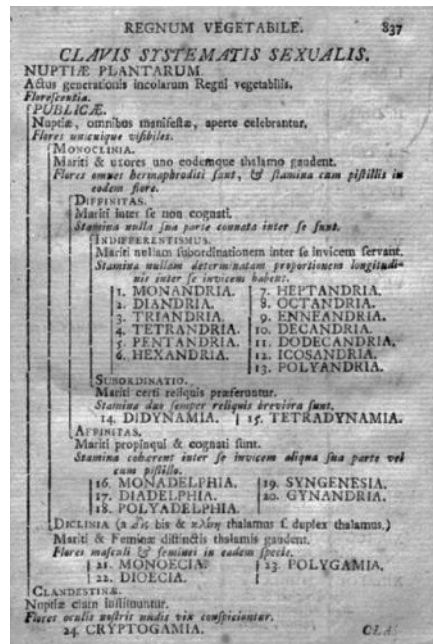 REGNUM VEGETABILE. 837
CLAVIS SYSTEMATIS SEXUALIS.
NUPTIÆ PLANTARUM.
Actus generationis incolarum Regni vegetabilis.
Florescentia.
PUBLICÆ.
Nuptiæ, omnibus manifestæ, aperte celebrantur.
Flores unicuique visibiles.
MONOCLINIA.
Mariti & uxores uno eodemque thalamo gaudent.
Flores omnes hermaphroditi sunt, & stamina cum pistillis in
eodem flore.
DIFFINITAS.
Mariti inter se non cognati.
Stamina nulla sua parte connata inter se sunt.
INDIFFERENTISMUS.
Mariti nullam subordinationem inter se invicem servant.
Stamina nullam determinatam proportionem longitudi-
nis inter se invicem habent.
1. MONANDRIA. 7. HEPTANDRIA.
2. DIANDRIA. 8. OCTANDRIA.
3. TRIANDRIA. 9. ENNEANDRIA.
4. TETRANDRIA. 10. DECANDRIA.
5. PENTANDRIA. 11. DODECANDRIA.
6. HEXANDRIA. 12. ICOSANDRIA.
13. POLYANDRIA.
SUBORDINATIO.
Mariti certi reliquis præferuntur.
Stamina duo semper reliquis breviora sunt.
14. DIDYNAMIA. 15. TETRADYNAMIA.
AFFINITAS.
Mariti propinqui & cognati sunt.
Stamina cohærent inter se invicem aliqua sua parte vel
cum pistillo.
16. MONADELPHIA. 19. SYNGENESIA.
17. DIADELPHIA. 20. GYNANDRIA.
18. POLYADELPHIA.
DICLINIA (a δις bis & κλινη thalamus s. duplex thalamus.)
Mariti & Feminæ distinctis thalamis gaudent.
Flores masculi & feminei in eadem specie.
21. MONOECIA. 23. POLYGAMIA.
22. DIOECIA.
CLANDESTINÆ.
Nuptiæ clam instituuntur.
Flores oculis nostris nudis vix conspiciuntur.
24. CRYPTOGAMIA. CLA-